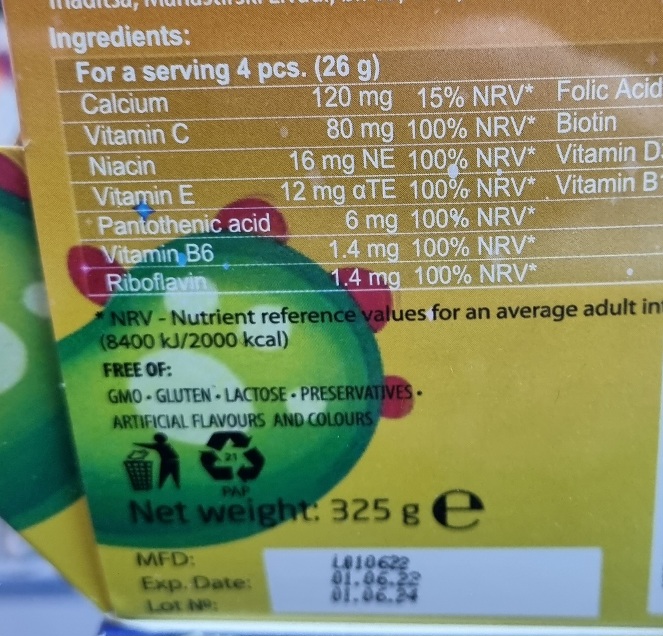 Ingredients:
For a serving 4 pcs. (26 g)
Calcium 120 mg 15% NRV* Folic Acid
Vitamin C 80 mg 100% NRV* Biotin
Niacin 16 mg NE 100% NRV* Vitamin D
Vitamin E 12 mg αTE 100% NRV* Vitamin B
Pantothenic acid 6 mg 100% NRV*
Vitamin B6 1.4 mg 100% NRV*
Riboflavin 1.4 mg 100% NRV*
* NRV - Nutrient reference values for an average adult
(8400 kJ/2000 kcal)
FREE OF:
GMO • GLUTEN • LACTOSE • PRESERVATIVES •
ARTIFICIAL FLAVOURS AND COLOURS
21
PAP
Net weight: 325 g e
MFD: L010622
Exp. Date: 01.06.22
Lot №: 01.06.24